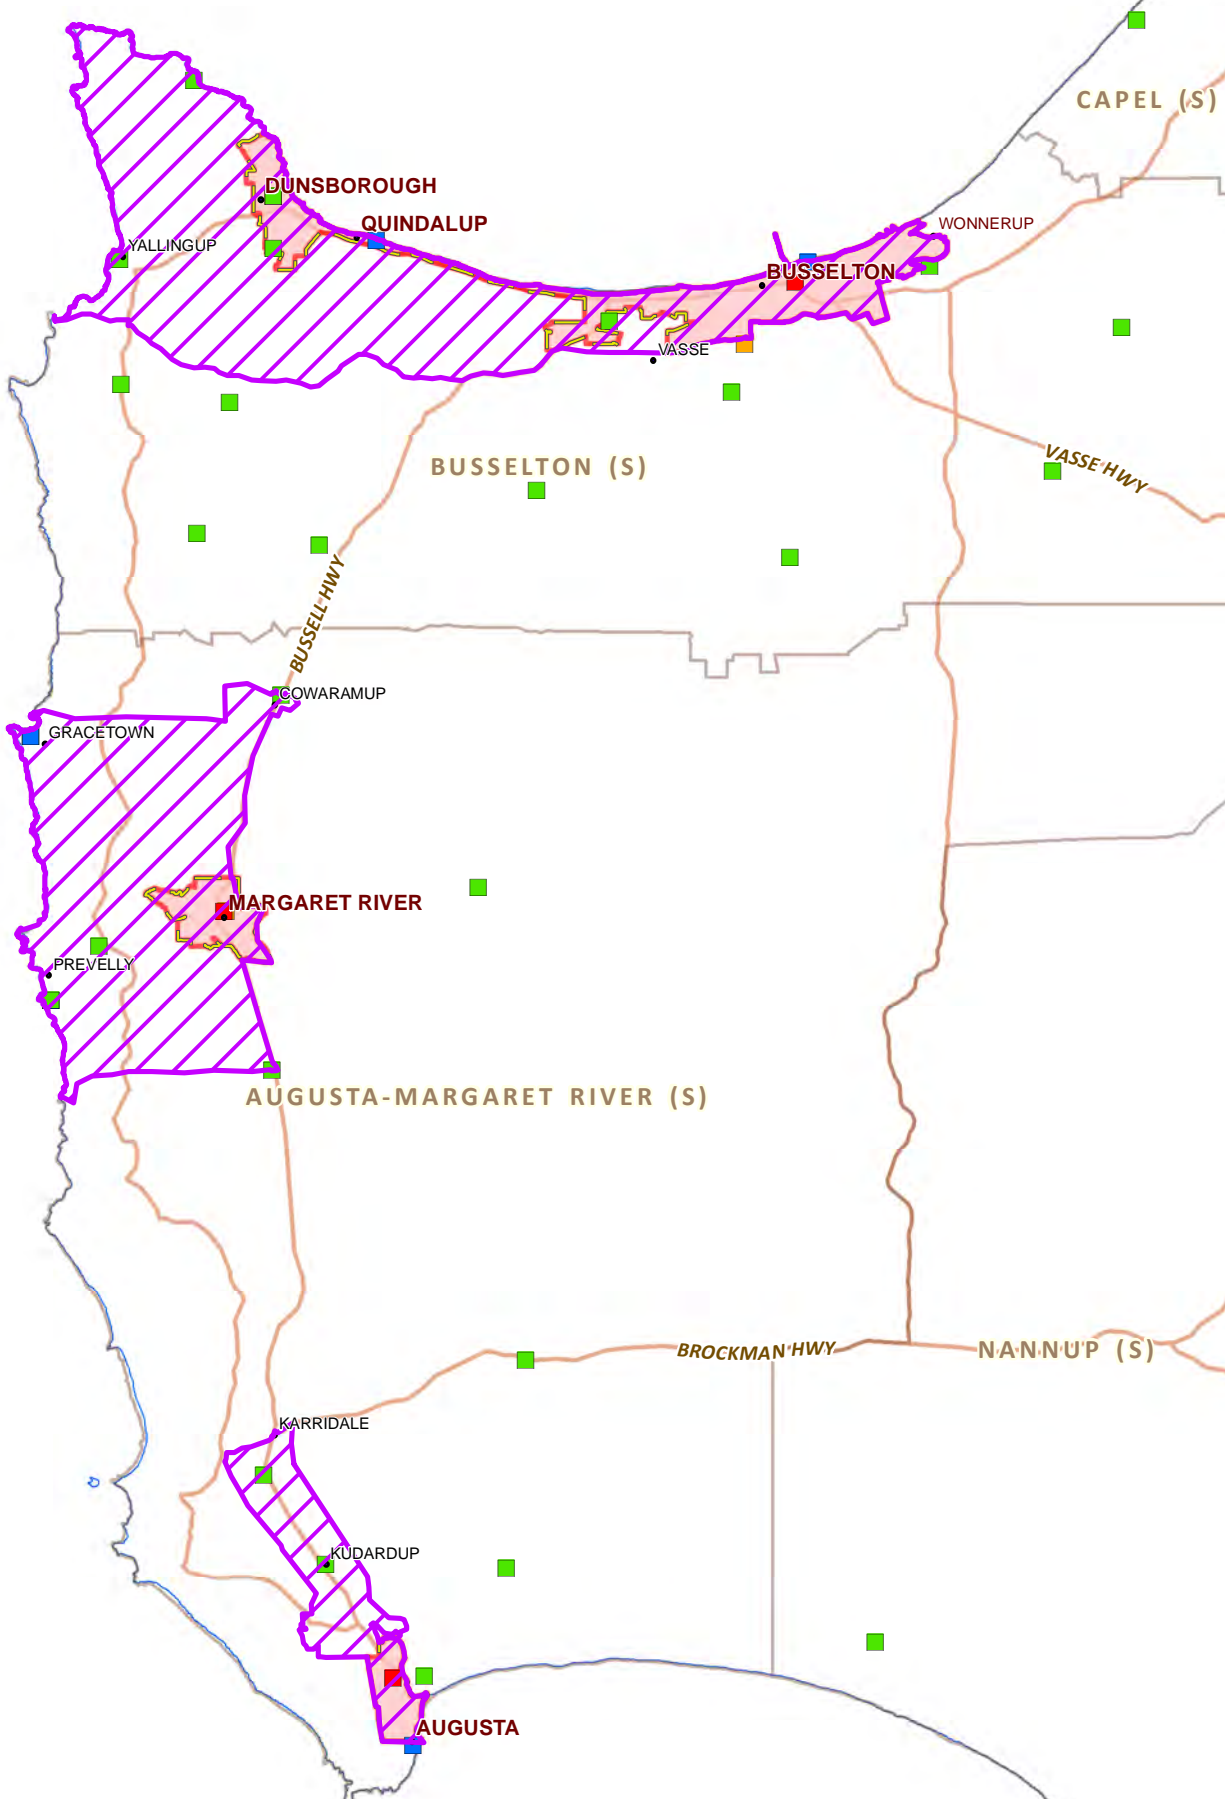 CAPEL (S)
DUNSBOROUGH
QUINDALUP
WONNERUP
YALLINGUP
BUSSELTON
VASSE
VASSE HWY
BUSSELTON (S)
BUSSELL HWY
COWARAMUP
GRACETOWN
MARGARET RIVER
PREVELLY
AUGUSTA-MARGARET RIVER (S)
BROCKMAN HWY
NANNUP (S)
KARRIDALE
KUDARDUP
AUGUSTA